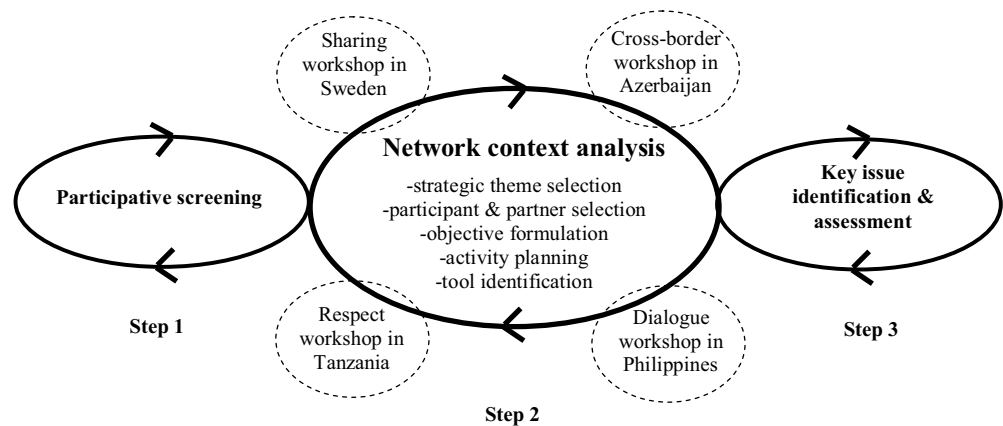 Sharing
workshop in
Sweden
Cross-border
workshop in
Azerbaijan
Participative screening
Network context analysis
-strategic theme selection
-participant & partner selection
-objective formulation
-activity planning
-tool identification
Key issue
identification &
assessment
Respect
workshop in
Tanzania
Dialogue
workshop in
Philippines
Step 1
Step 2
Step 3